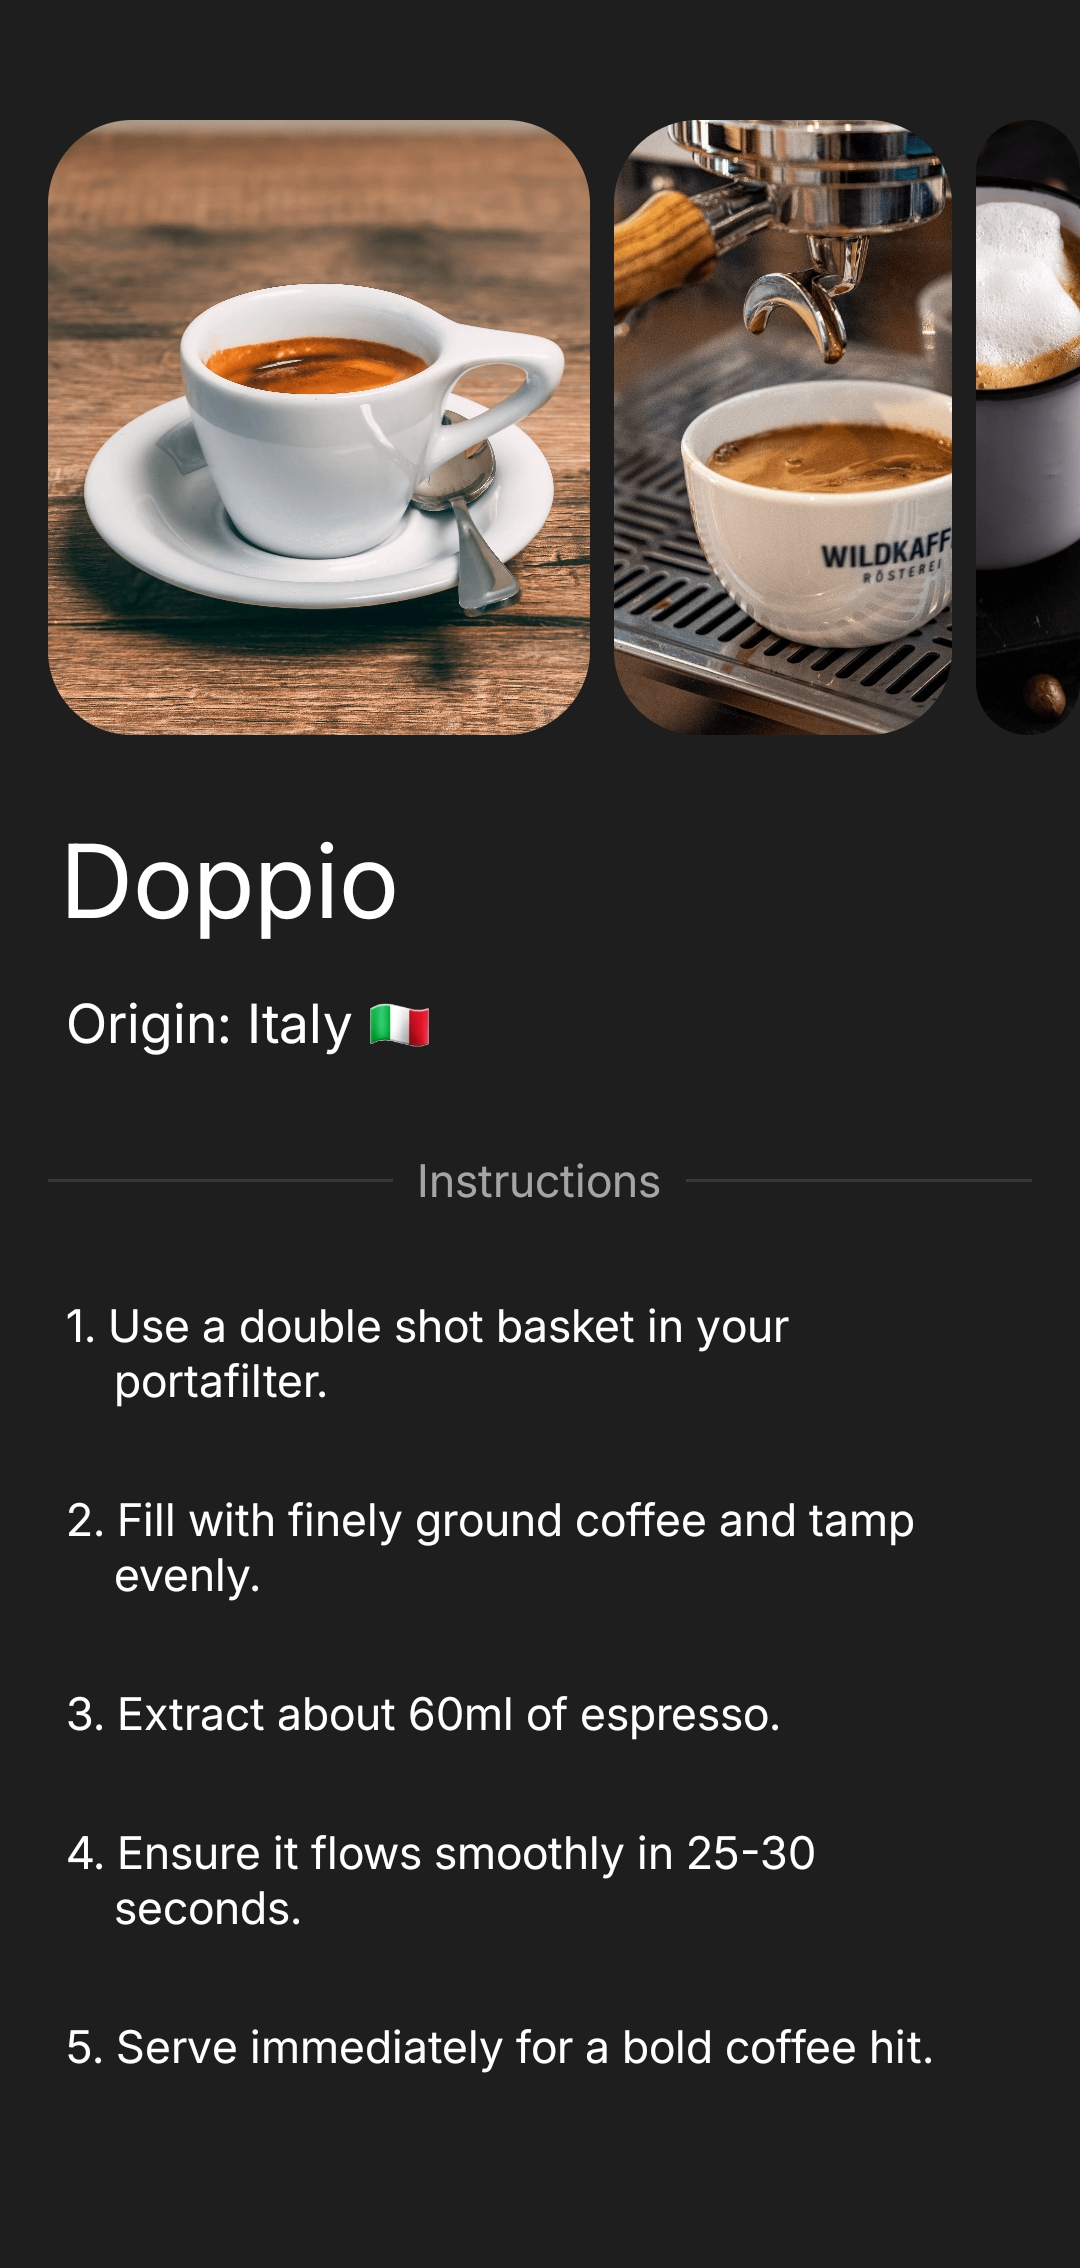 WILDKAFF
RÖSTEREI
Doppio
Origin: Italy 🇮🇹
Instructions
1. Use a double shot basket in your
portafilter.
2. Fill with finely ground coffee and tamp
evenly.
3. Extract about 60ml of espresso.
4. Ensure it flows smoothly in 25-30
seconds.
5. Serve immediately for a bold coffee hit.